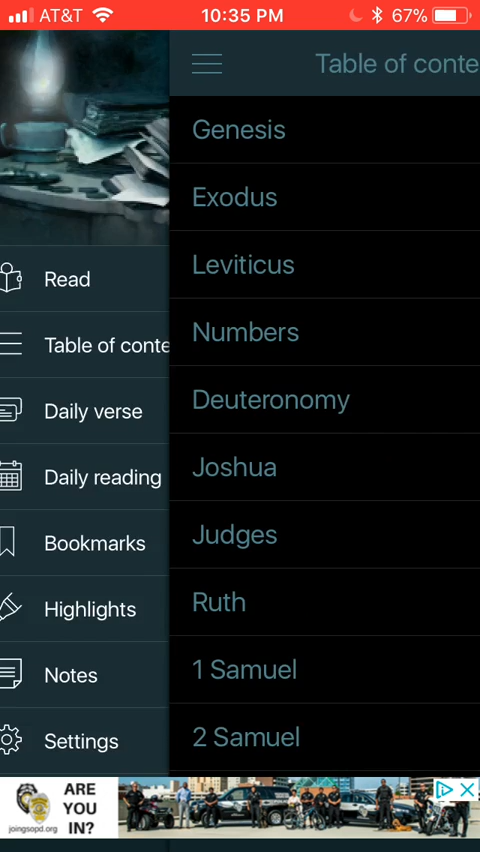 AT&T 10:35 PM 67%
Table of conte
Read
Table of conte
Daily verse
Daily reading
Bookmarks
Highlights
Notes
Settings
Genesis
Exodus
Leviticus
Numbers
Deuteronomy
Joshua
Judges
Ruth
1 Samuel
2 Samuel
joingsopd.org
ARE
YOU
IN?